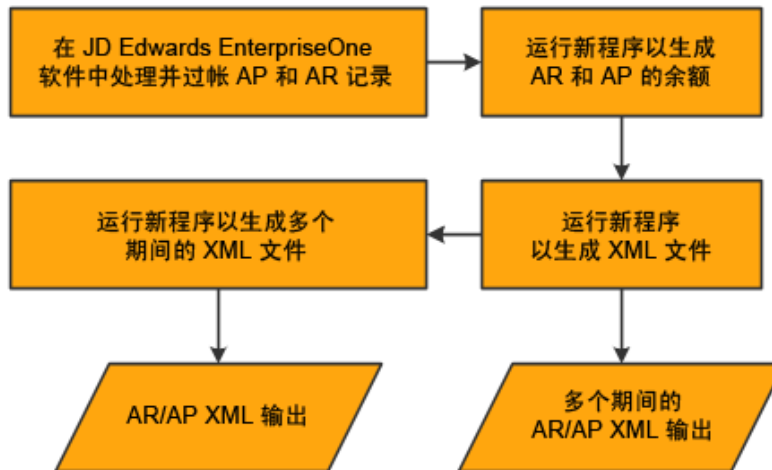 在 JD Edwards EnterpriseOne
软件中处理并过帐 AP 和 AR 记录
运行新程序以生成
AR 和 AP 的余额
运行新程序以生成多个
期间的 XML 文件
运行新程序
以生成 XML 文件
AR/AP XML 输出
多个期间的
AR/AP XML 输出